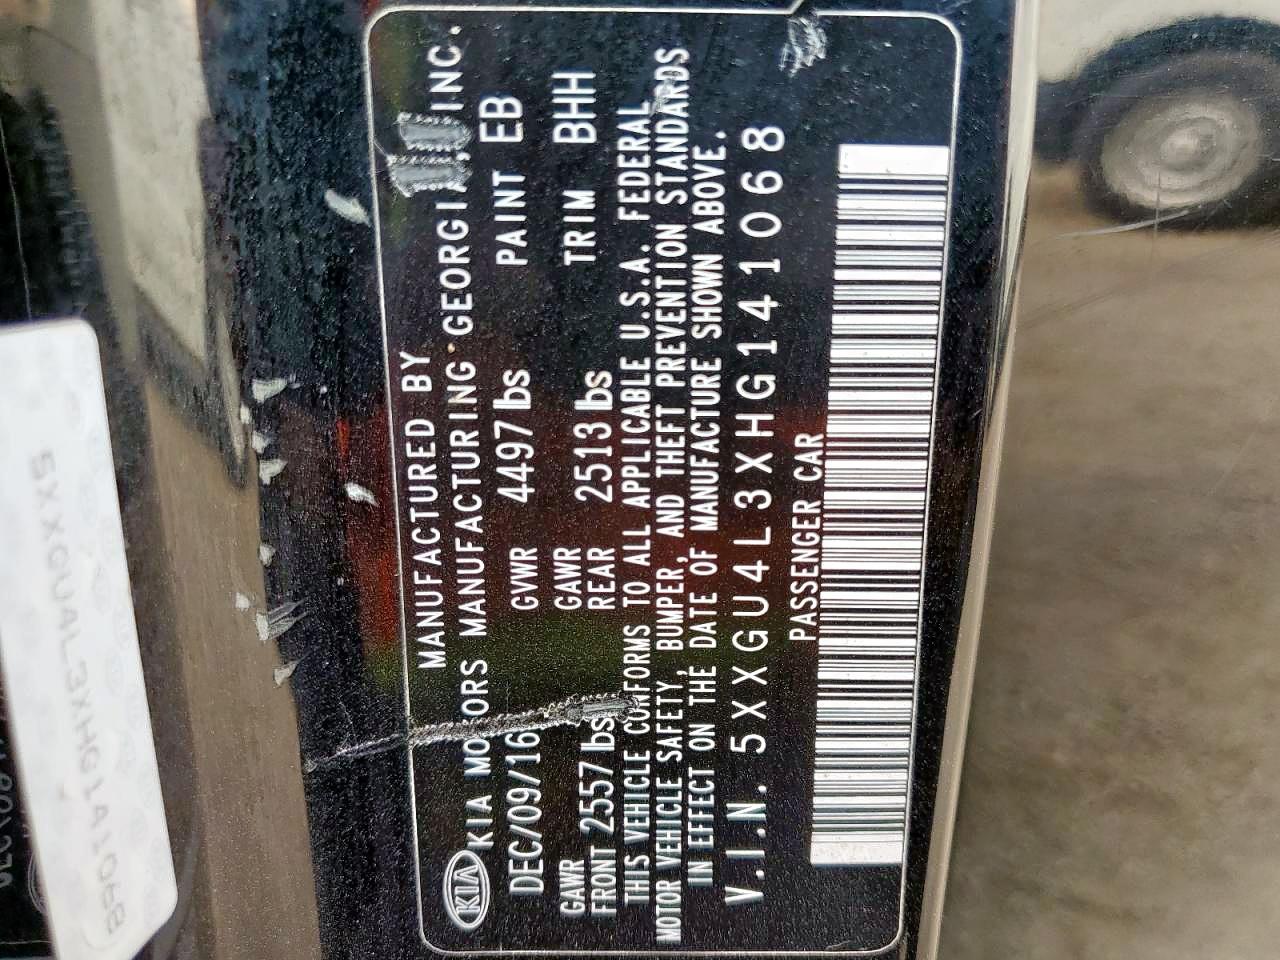 MANUFACTURED BY
KIA KIA MOTORS MANUFACTURING GEORGIA, INC.
DEC/09/16 GVWR 4497 lbs PAINT EB
GAWR FRONT 2557 lbs GAWR REAR 2513 lbs TRIM BHH
THIS VEHICLE CONFORMS TO ALL APPLICABLE U.S.A. FEDERAL
MOTOR VEHICLE SAFETY, BUMPER, AND THEFT PREVENTION STANDARDS
IN EFFECT ON THE DATE OF MANUFACTURE SHOWN ABOVE.
V.I.N. 5XXGU4L3XHG141068
PASSENGER CAR
5XXGU4L3XHG141068